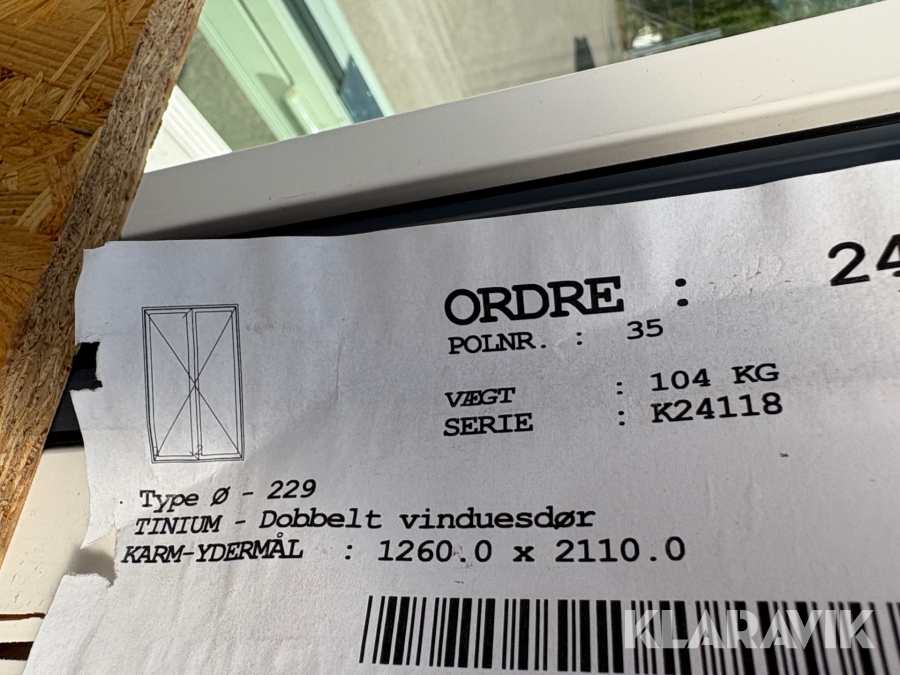 ORDRE : 24
POLNR. : 35
VÆGT : 104 KG
SERIE : K24118
Type Ø - 229
TINIUM - Dobbelt vinduesdør
KARM-YDERMÅL : 1260.0 x 2110.0
KLARAVIK